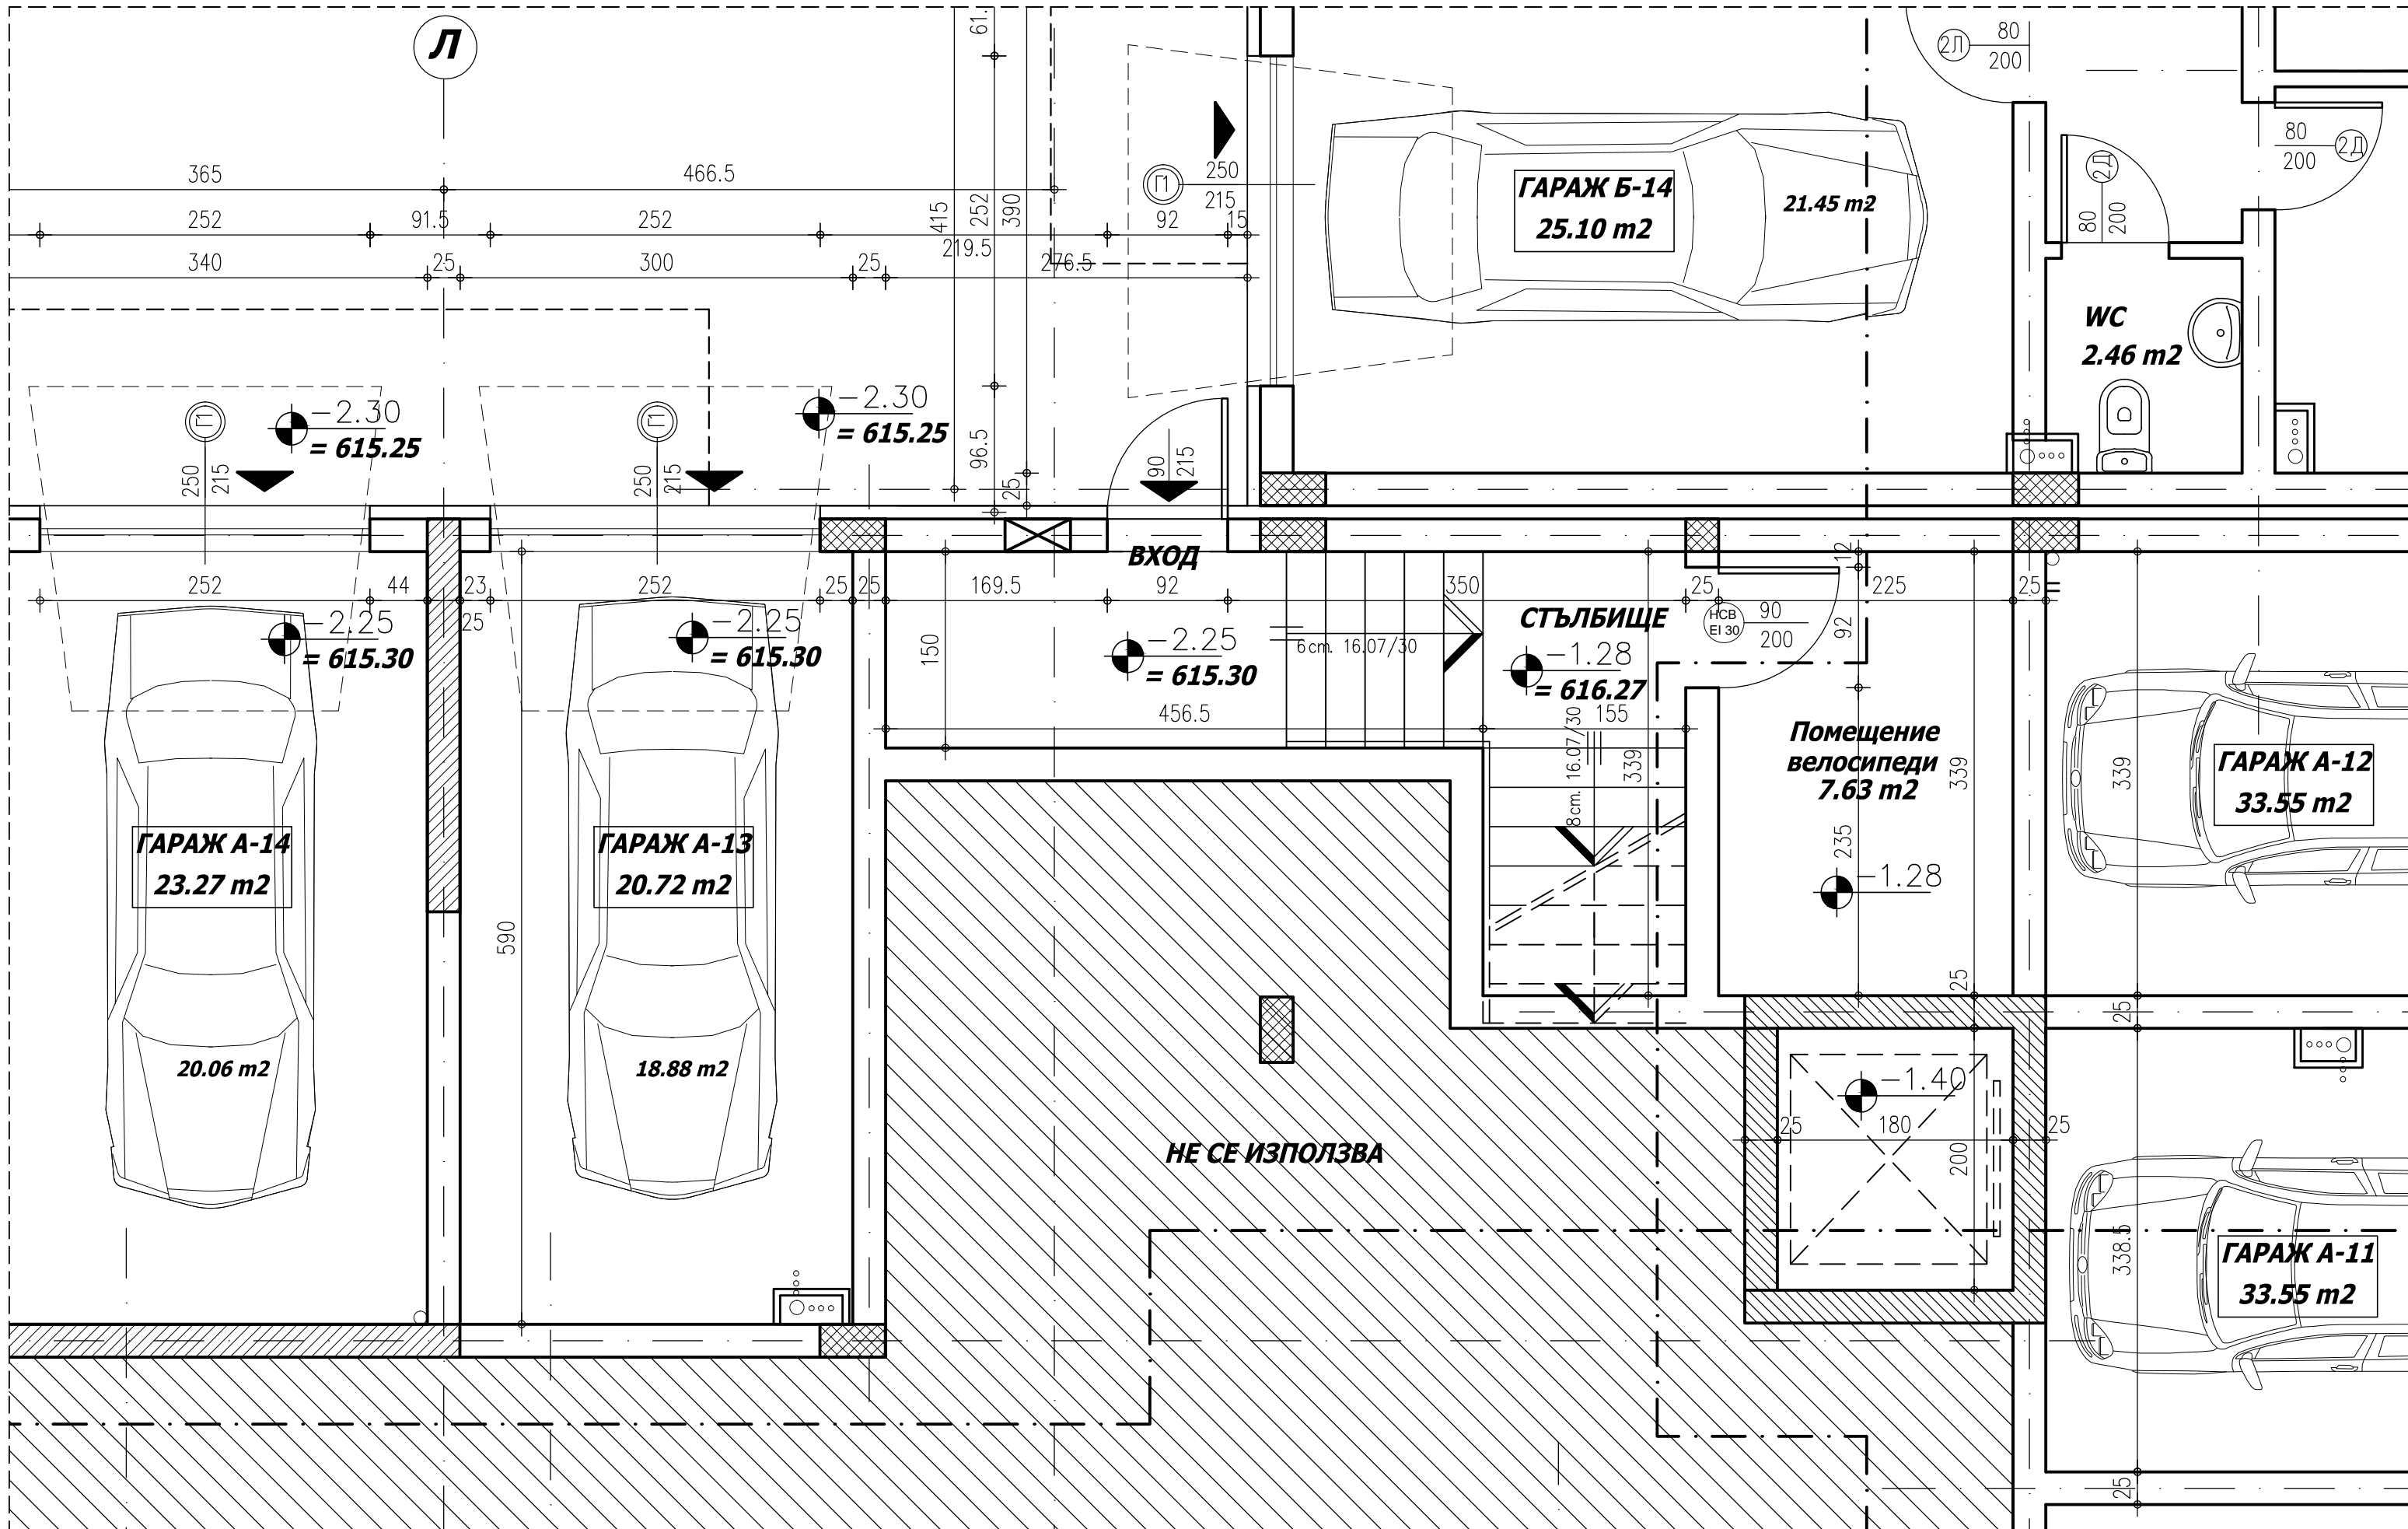 Л
61.
80
200
2Л
365
466.5
250
215
Г1
80
200
2Д
252
91.5
252
415
252
390
219.5
92
15
340
25
300
25
276.5
ГАРАЖ Б-14
25.10 m2
21.45 m2
2Д
80
200
WC
2.46 m2
Г1
250
215
-2.30
= 615.25
Г1
250
215
-2.30
= 615.25
96.5
25
90
215
ВХОД
252
44
23
25
252
25
25
169.5
92
350
25
12
225
25
-2.25
= 615.30
-2.25
= 615.30
150
-2.25
= 615.30
6cm. 16.07/30
СТЪЛБИЩЕ
-1.28
= 616.27
НСВ
EI 30
90
200
92
456.5
155
8cm. 16.07/30
339
Помещение
велосипеди
7.63 m2
339
339
235
-1.28
ГАРАЖ А-12
33.55 m2
ГАРАЖ А-14
23.27 m2
ГАРАЖ А-13
20.72 m2
590
25
25
20.06 m2
18.88 m2
-1.40
25
180
25
200
НЕ СЕ ИЗПОЛЗВА
338.5
ГАРАЖ А-11
33.55 m2
25